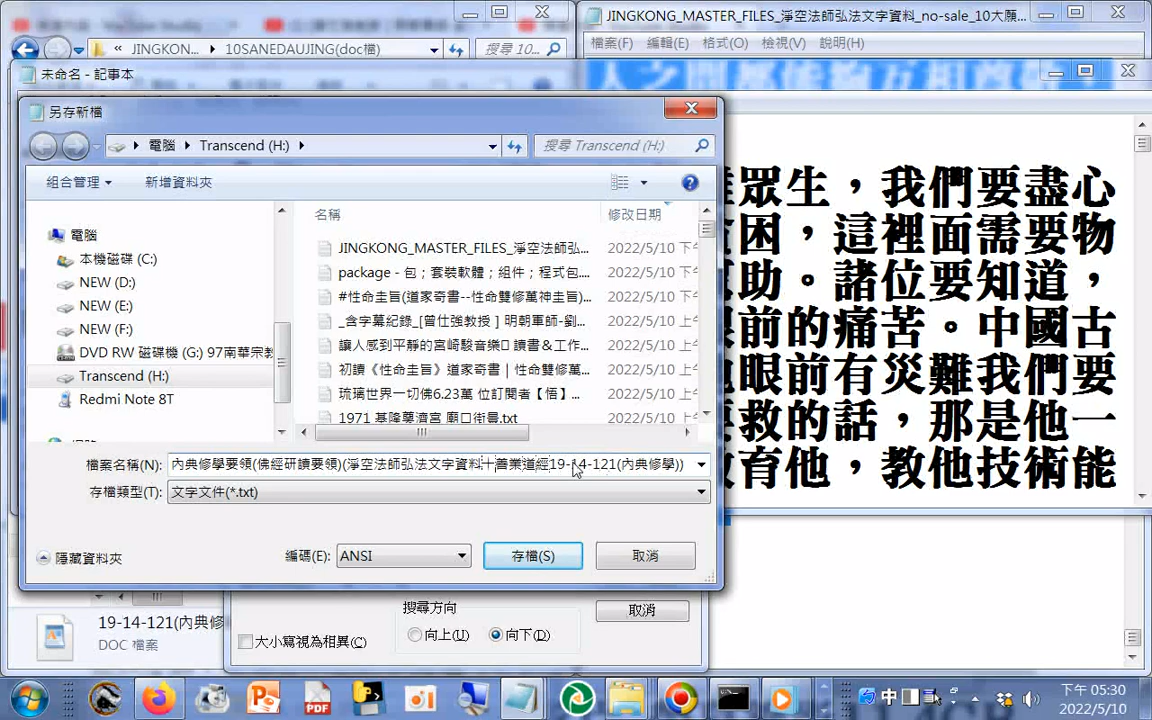 JINGKONG_MASTER_FILES_淨空法師弘法文字資料_no-sale_10大願...
« JINGKON... ▸ 10SANEDAUJING(doc檔)
搜尋 10...
檔案(F) 編輯(E) 格式(O) 檢視(V) 說明(H)
未命名 - 記事本
另存新檔
電腦 ▸ Transcend (H:) ▸
搜尋 Transcend (H:)
組合管理 新增資料夾
名稱 修改日期
電腦
本機磁碟 (C:)
NEW (D:)
NEW (E:)
NEW (F:)
DVD RW 磁碟機 (G:) 97南華宗教
Transcend (H:)
Redmi Note 8T
JINGKONG_MASTER_FILES_淨空法師弘... 2022/5/10 下午
package - 包；套裝軟體；組件；程式包... 2022/5/10 下午
#性命圭旨(道家奇書--性命雙修萬神圭旨)... 2022/5/10 下午
_含字幕紀錄_[曾仕強教授 ] 明朝軍師-劉... 2022/5/10 上午
讓人感到平靜的宮崎駿音樂 讀書&工作... 2022/5/10 上午
初讀《性命圭旨》道家奇書 | 性命雙修萬... 2022/5/10 上午
琉璃世界一切佛6.23萬 位訂閱者【悟】... 2022/5/10 上午
1971 基隆奠濟宮 廟口街景.txt 2022/5/10 上午
檔案名稱(N): 內典修學要領(佛經研讀要領)(淨空法師弘法文字資料十善業道經19-14-121(內典修學))
存檔類型(T): 文字文件(*.txt)
隱藏資料夾
編碼(E): ANSI
存檔(S) 取消
眾生，我們要盡心
困，這裡面需要物
助。諸位要知道，
前的痛苦。中國古
眼前有災難我們要
救的話，那是他一
育他，教他技術能
19-14-121(內典修
DOC 檔案
搜尋方向
取消
大小寫視為相異(C)
向上(U) 向下(D)
中
下午 05:30
2022/5/10